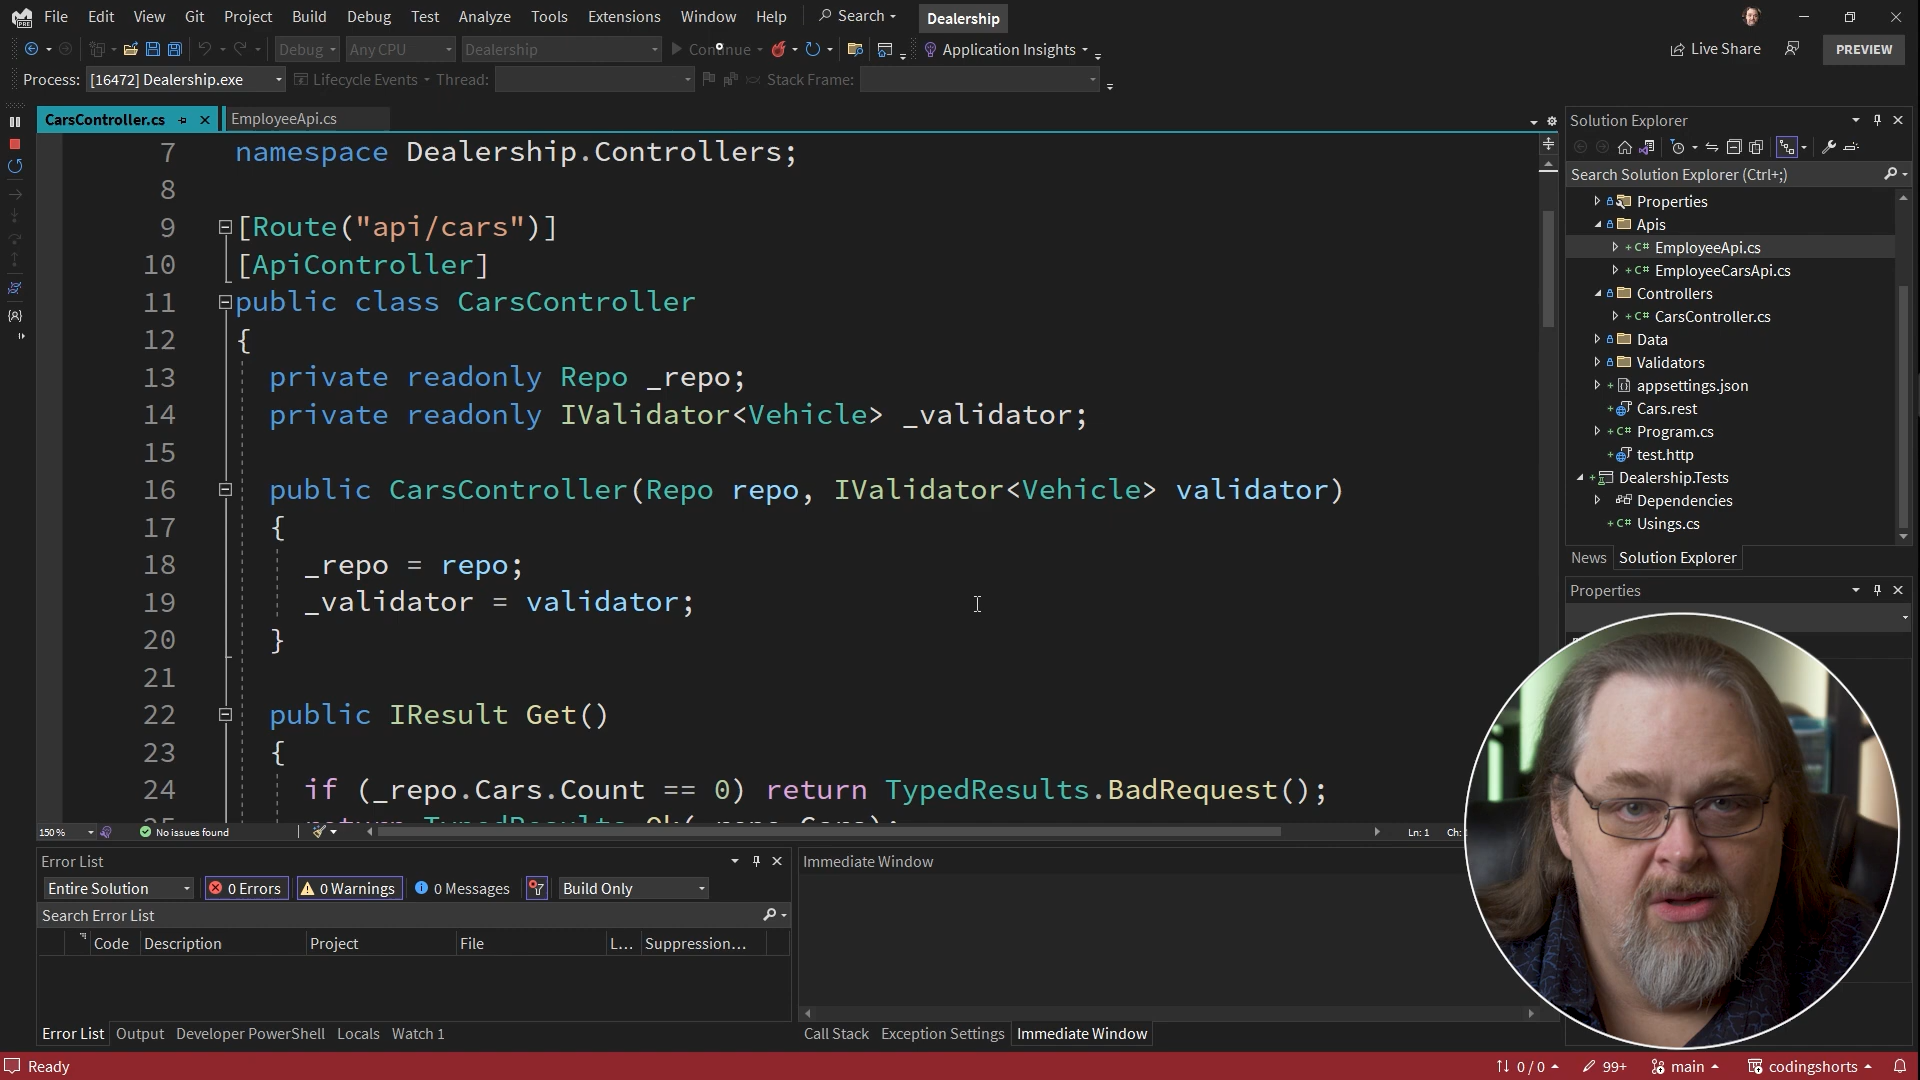 File Edit View Git Project Build Debug Test Analyze Tools Extensions Window Help Search Dealership
Debug Any CPU Dealership Continue Application Insights Live Share PREVIEW
Process: [16472] Dealership.exe Lifecycle Events Thread: Stack Frame:
CarsController.cs EmployeeApi.cs
7 namespace Dealership.Controllers;
8
9 [Route("api/cars")]
10 [ApiController]
11 public class CarsController
12 {
13 private readonly Repo _repo;
14 private readonly IValidator<Vehicle> _validator;
15
16 public CarsController(Repo repo, IValidator<Vehicle> validator)
17 {
18 _repo = repo;
19 _validator = validator;
20 }
21
22 public IResult Get()
23 {
24 if (_repo.Cars.Count == 0) return TypedResults.BadRequest();
25 return TypedResults.Ok(_repo.Cars);
150% No issues found Ln: 1 Ch:
Solution Explorer
Search Solution Explorer (Ctrl+;)
Properties
Apis
EmployeeApi.cs
EmployeeCarsApi.cs
Controllers
CarsController.cs
Data
Validators
appsettings.json
Cars.rest
Program.cs
test.http
Dealership.Tests
Dependencies
Usings.cs
News Solution Explorer
Properties
Error List
Entire Solution 0 Errors 0 Warnings 0 Messages Build Only
Search Error List
Code Description Project File L... Suppression...
Error List Output Developer PowerShell Locals Watch 1
Immediate Window
Call Stack Exception Settings Immediate Window
Ready 0 / 0 99+ main codingshorts